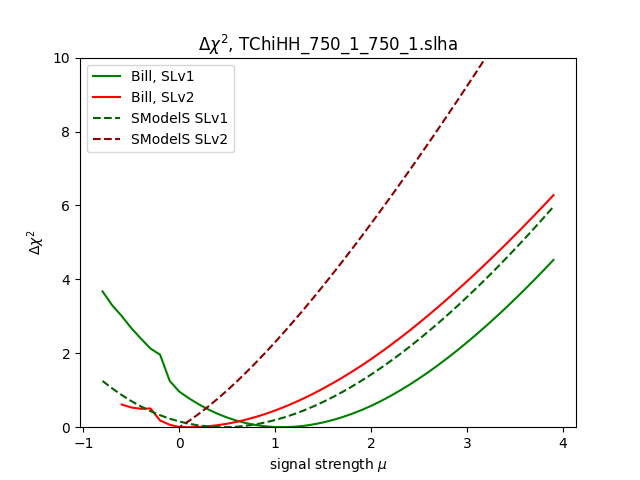 Δχ², TChiHH_750_1_750_1.slha
Bill, SLv1
Bill, SLv2
SModelS SLv1
SModelS SLv2
Δχ²
10
8
6
4
2
0
−1 0 1 2 3 4
signal strength μ